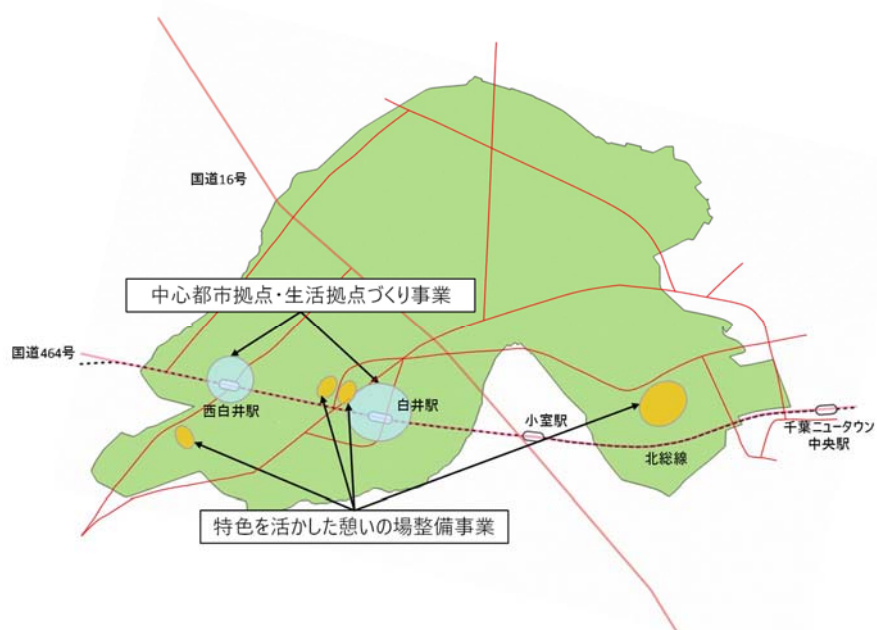 国道16号
中心都市拠点・生活拠点づくり事業
国道464号
西白井駅
白井駅
小室駅
千葉ニュータウン
中央駅
北総線
特色を活かした憩いの場整備事業